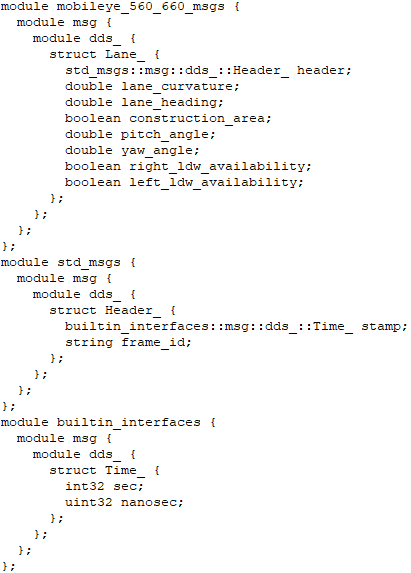 module mobileye_560_660_msgs {
  module msg {
    module dds_ {
      struct Lane_ {
        std_msgs::msg::dds_::Header_ header;
        double lane_curvature;
        double lane_heading;
        boolean construction_area;
        double pitch_angle;
        double yaw_angle;
        boolean right_ldw_availability;
        boolean left_ldw_availability;
      };
    };
  };
};
module std_msgs {
  module msg {
    module dds_ {
      struct Header_ {
        builtin_interfaces::msg::dds_::Time_ stamp;
        string frame_id;
      };
    };
  };
};
module builtin_interfaces {
  module msg {
    module dds_ {
      struct Time_ {
        int32 sec;
        uint32 nanosec;
      };
    };
  };
};